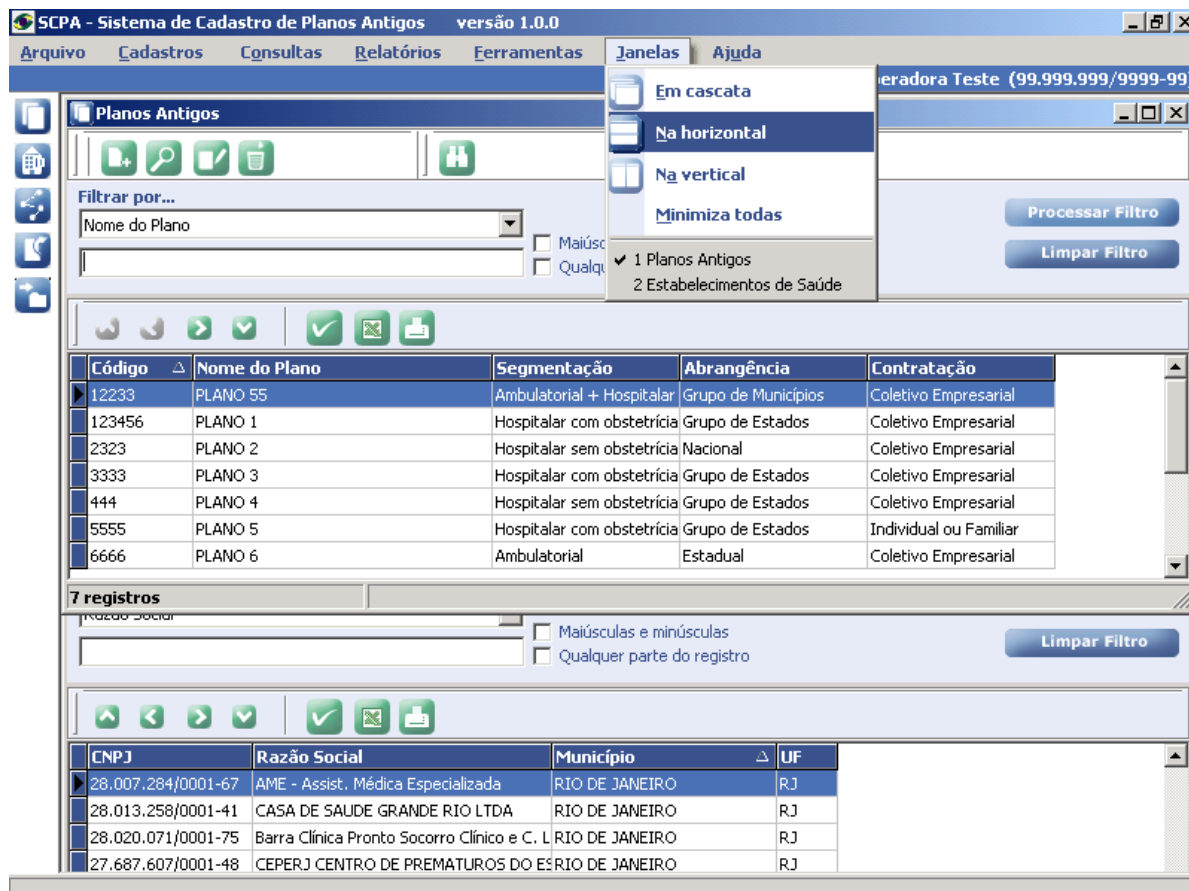 SCPA - Sistema de Cadastro de Planos Antigos versão 1.0.0
Arquivo Cadastros Consultas Relatórios Ferramentas Janelas Ajuda
Teste (99.999.999/9999-99)
Em cascata
Na horizontal
Na vertical
Minimiza todas
1 Planos Antigos
2 Estabelecimentos de Saúde
Planos Antigos
Filtrar por...
Nome do Plano
Processar Filtro
Limpar Filtro
Código Nome do Plano Segmentação Abrangência Contratação
12233 PLANO 55 Ambulatorial + Hospitalar Grupo de Municípios Coletivo Empresarial
123456 PLANO 1 Hospitalar com obstetrícia Grupo de Estados Coletivo Empresarial
2323 PLANO 2 Hospitalar sem obstetrícia Nacional Coletivo Empresarial
3333 PLANO 3 Hospitalar com obstetrícia Grupo de Estados Coletivo Empresarial
444 PLANO 4 Hospitalar sem obstetrícia Grupo de Estados Coletivo Empresarial
5555 PLANO 5 Hospitalar com obstetrícia Grupo de Estados Individual ou Familiar
6666 PLANO 6 Ambulatorial Estadual Coletivo Empresarial
7 registros
Razão Social
Maiúsculas e minúsculas
Qualquer parte do registro
Limpar Filtro
CNPJ Razão Social Município UF
28.007.284/0001-67 AME - Assist. Médica Especializada RIO DE JANEIRO RJ
28.013.258/0001-41 CASA DE SAUDE GRANDE RIO LTDA RIO DE JANEIRO RJ
28.020.071/0001-75 Barra Clínica Pronto Socorro Clínico e C. L RIO DE JANEIRO RJ
27.687.607/0001-48 CEPERJ CENTRO DE PREMATUROS DO ES RIO DE JANEIRO RJ